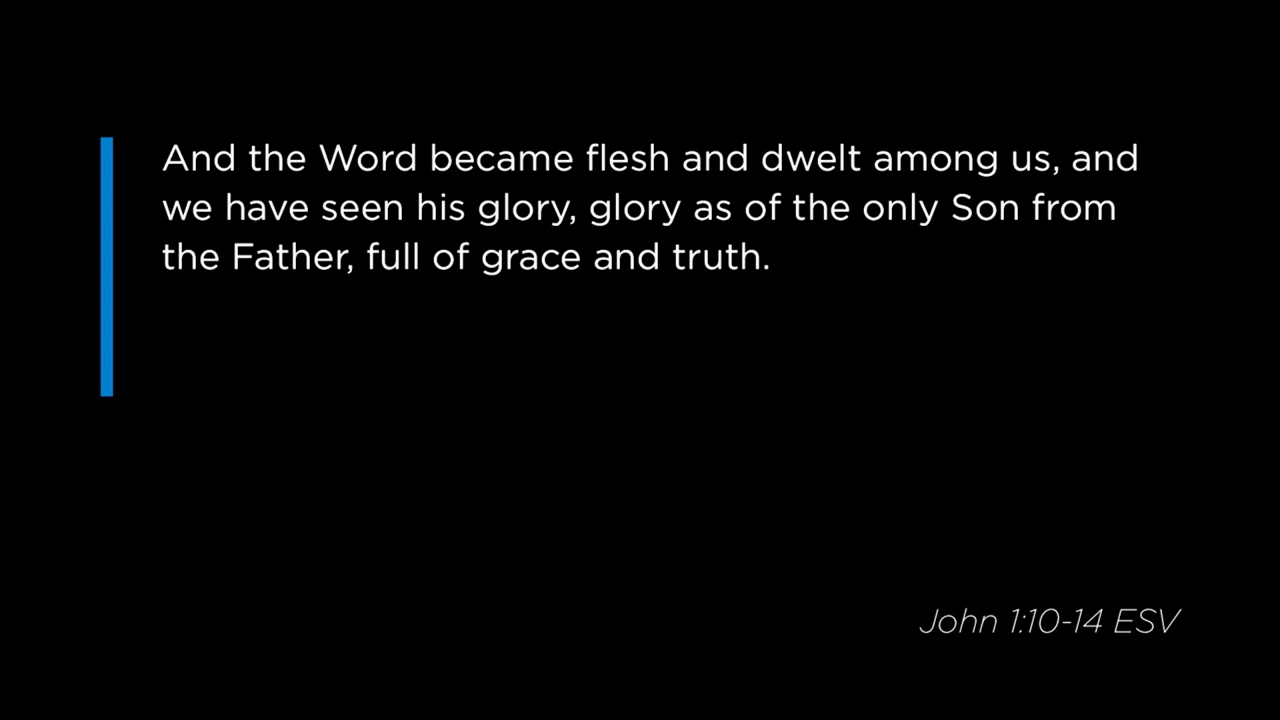 And the Word became flesh and dwelt among us, and
we have seen his glory, glory as of the only Son from
the Father, full of grace and truth.
John 1:10-14 ESV